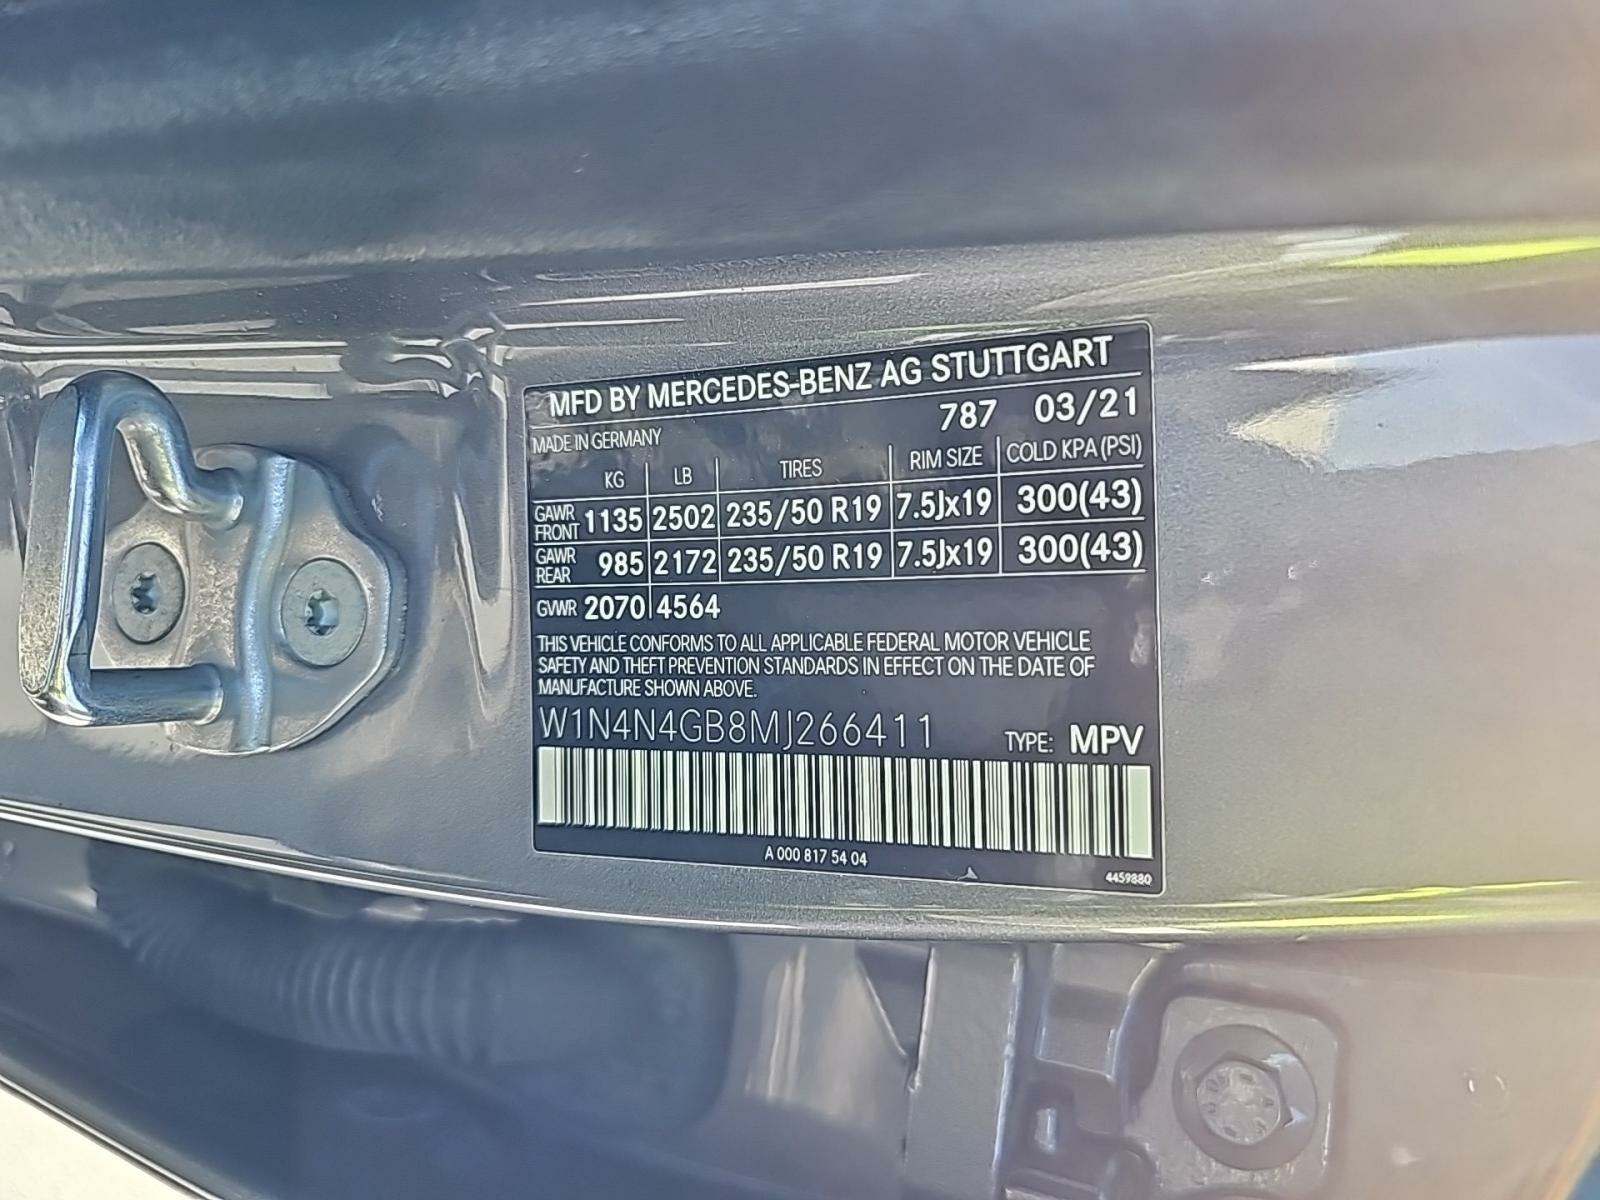 MFD BY MERCEDES-BENZ AG STUTTGART
MADE IN GERMANY 787 03/21
KG LB TIRES RIM SIZE COLD KPA (PSI)
GAWR FRONT 1135 2502 235/50 R19 7.5Jx19 300(43)
GAWR REAR 985 2172 235/50 R19 7.5Jx19 300(43)
GVWR 2070 4564
THIS VEHICLE CONFORMS TO ALL APPLICABLE FEDERAL MOTOR VEHICLE
SAFETY AND THEFT PREVENTION STANDARDS IN EFFECT ON THE DATE OF
MANUFACTURE SHOWN ABOVE.
W1N4N4GB8MJ266411 TYPE: MPV
A 000 817 54 04
4459880